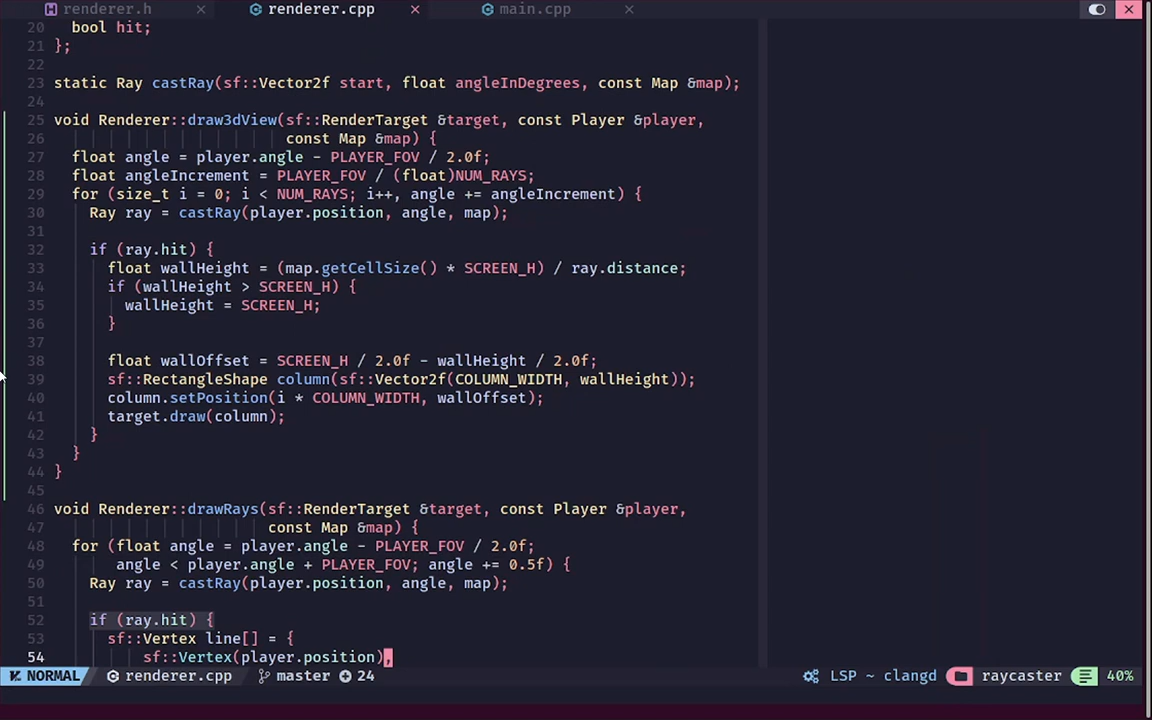 renderer.h × renderer.cpp × main.cpp ×
20 bool hit;
21 };
22
23 static Ray castRay(sf::Vector2f start, float angleInDegrees, const Map &map);
24
25 void Renderer::draw3dView(sf::RenderTarget &target, const Player &player,
26 const Map &map) {
27 float angle = player.angle - PLAYER_FOV / 2.0f;
28 float angleIncrement = PLAYER_FOV / (float)NUM_RAYS;
29 for (size_t i = 0; i < NUM_RAYS; i++, angle += angleIncrement) {
30 Ray ray = castRay(player.position, angle, map);
31
32 if (ray.hit) {
33 float wallHeight = (map.getCellSize() * SCREEN_H) / ray.distance;
34 if (wallHeight > SCREEN_H) {
35 wallHeight = SCREEN_H;
36 }
37
38 float wallOffset = SCREEN_H / 2.0f - wallHeight / 2.0f;
39 sf::RectangleShape column(sf::Vector2f(COLUMN_WIDTH, wallHeight));
40 column.setPosition(i * COLUMN_WIDTH, wallOffset);
41 target.draw(column);
42 }
43 }
44 }
45
46 void Renderer::drawRays(sf::RenderTarget &target, const Player &player,
47 const Map &map) {
48 for (float angle = player.angle - PLAYER_FOV / 2.0f;
49 angle < player.angle + PLAYER_FOV; angle += 0.5f) {
50 Ray ray = castRay(player.position, angle, map);
51
52 if (ray.hit) {
53 sf::Vertex line[] = {
54 sf::Vertex(player.position),
NORMAL renderer.cpp master 24 LSP ~ clangd raycaster 40%